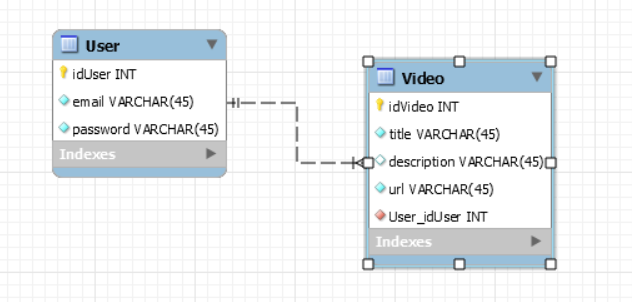 User
idUser INT
email VARCHAR(45)
password VARCHAR(45)
Indexes
Video
idVideo INT
title VARCHAR(45)
description VARCHAR(45)
url VARCHAR(45)
User_idUser INT
Indexes